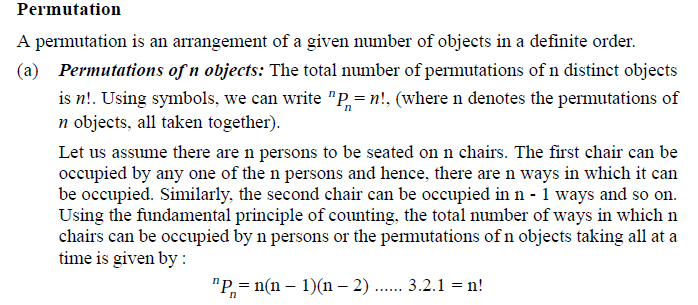 Permutation
A permutation is an arrangement of a given number of objects in a definite order.
(a) Permutations of n objects: The total number of permutations of n distinct objects
is n!. Using symbols, we can write ⁿPₙ = n!, (where n denotes the permutations of
n objects, all taken together).
Let us assume there are n persons to be seated on n chairs. The first chair can be
occupied by any one of the n persons and hence, there are n ways in which it can
be occupied. Similarly, the second chair can be occupied in n - 1 ways and so on.
Using the fundamental principle of counting, the total number of ways in which n
chairs can be occupied by n persons or the permutations of n objects taking all at a
time is given by :
ⁿPₙ = n(n – 1)(n – 2) ...... 3.2.1 = n!